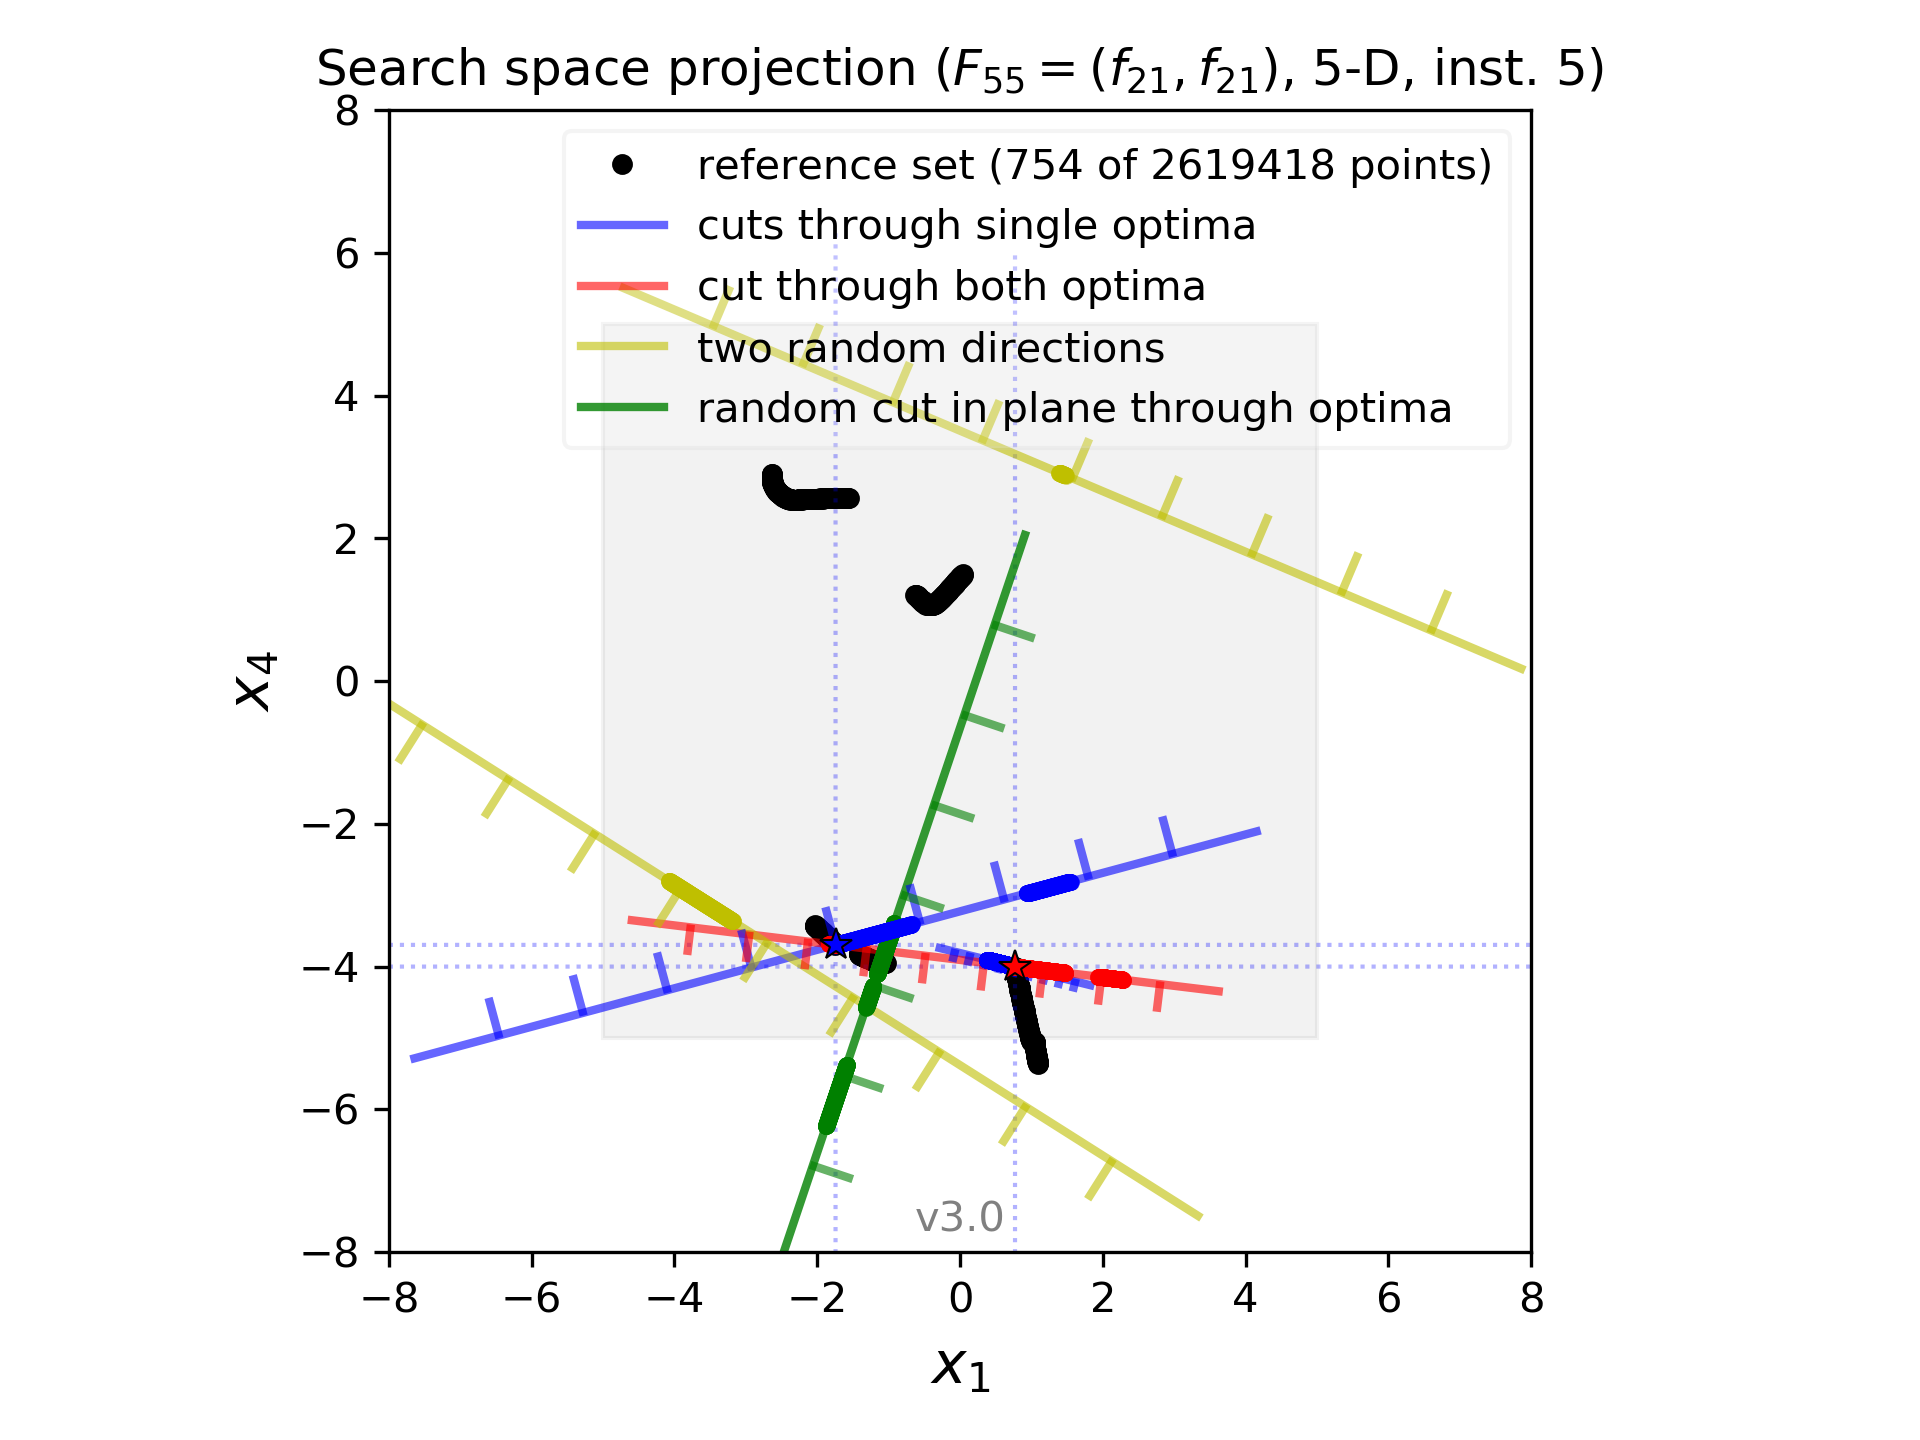 Search space projection (F₅₅ = (f₂₁, f₂₁), 5-D, inst. 5)
reference set (754 of 2619418 points)
cuts through single optima
cut through both optima
two random directions
random cut in plane through optima
8
6
4
2
0
−2
−4
−6
−8
x₄
v3.0
−8 −6 −4 −2 0 2 4 6 8
x₁